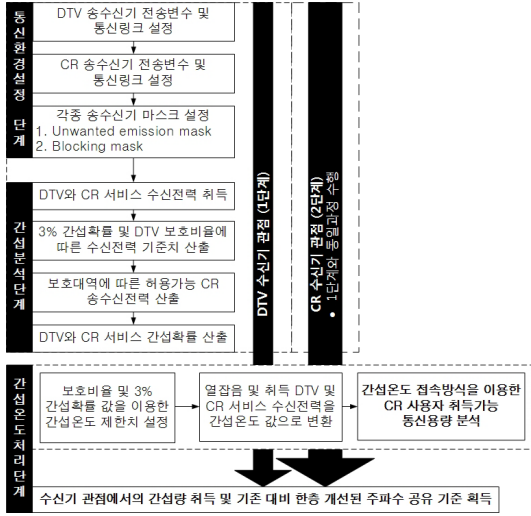 통신환경설정 단계
DTV 송수신기 전송변수 및
통신링크 설정
CR 송수신기 전송변수 및
통신링크 설정
각종 송수신기 마스크 설정
1. Unwanted emission mask
2. Blocking mask
간섭분석단계
DTV와 CR 서비스 수신전력 취득
3% 간섭확률 및 DTV 보호비율에
따른 수신전력 기준치 산출
보호대역에 따른 허용가능 CR
송수신전력 산출
DTV와 CR 서비스 간섭확률 산출
DTV 수신기 관점 (1단계)
CR 수신기 관점 (2단계)
• 1단계와 동일과정 수행
간섭온도처리단계
보호비율 및 3%
간섭확률 값을 이용한
간섭온도 제한치 설정
열잡음 및 취득 DTV 및
CR 서비스 수신전력을
간섭온도 값으로 변환
간섭온도 접속방식을 이용한
CR 사용자 취득가능
통신용량 분석
수신기 관점에서의 간섭량 취득 및 기존 대비 한층 개선된 주파수 공유 기준 획득